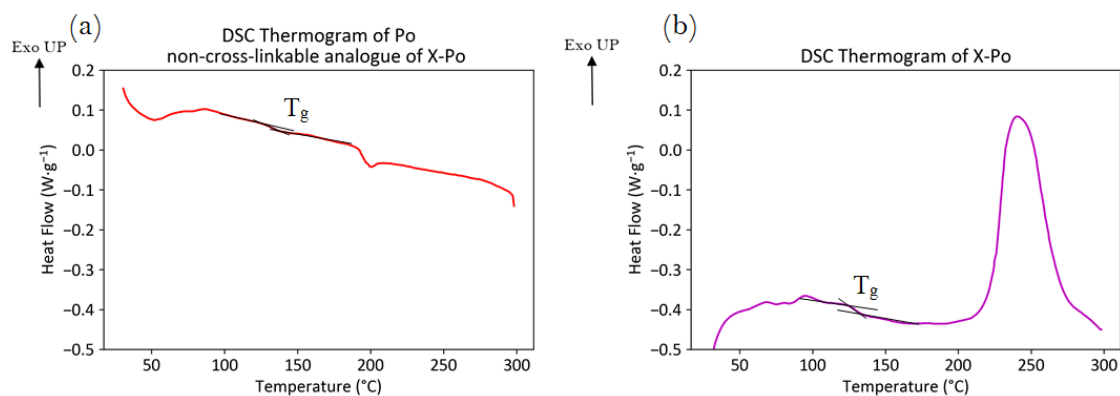 (a)
Exo UP
DSC Thermogram of Po
non-cross-linkable analogue of X-Po
0.2
0.1
0.0
−0.1
−0.2
−0.3
−0.4
−0.5
Heat Flow (W·g⁻¹)
Tg
50
100
150
200
250
300
Temperature (°C)
(b)
Exo UP
DSC Thermogram of X-Po
0.2
0.1
0.0
−0.1
−0.2
−0.3
−0.4
−0.5
Heat Flow (W·g⁻¹)
Tg
50
100
150
200
250
300
Temperature (°C)